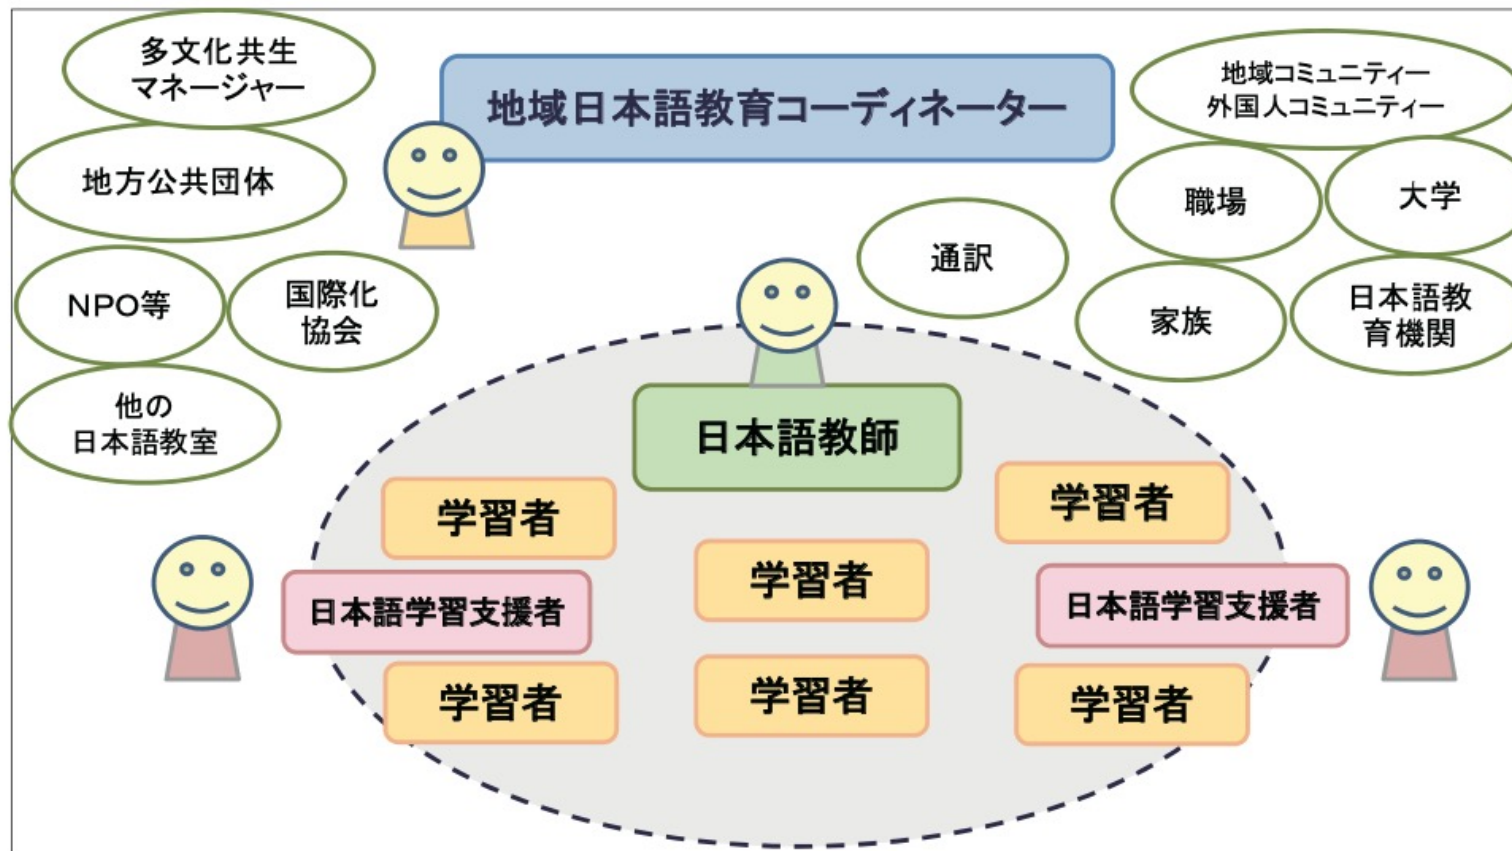 多文化共生
マネージャー
地域日本語教育コーディネーター
地域コミュニティー
外国人コミュニティー
地方公共団体
職場
大学
通訳
NPO等
国際化
協会
家族
日本語教
育機関
他の
日本語教室
日本語教師
学習者
学習者
学習者
日本語学習支援者
日本語学習支援者
学習者
学習者
学習者